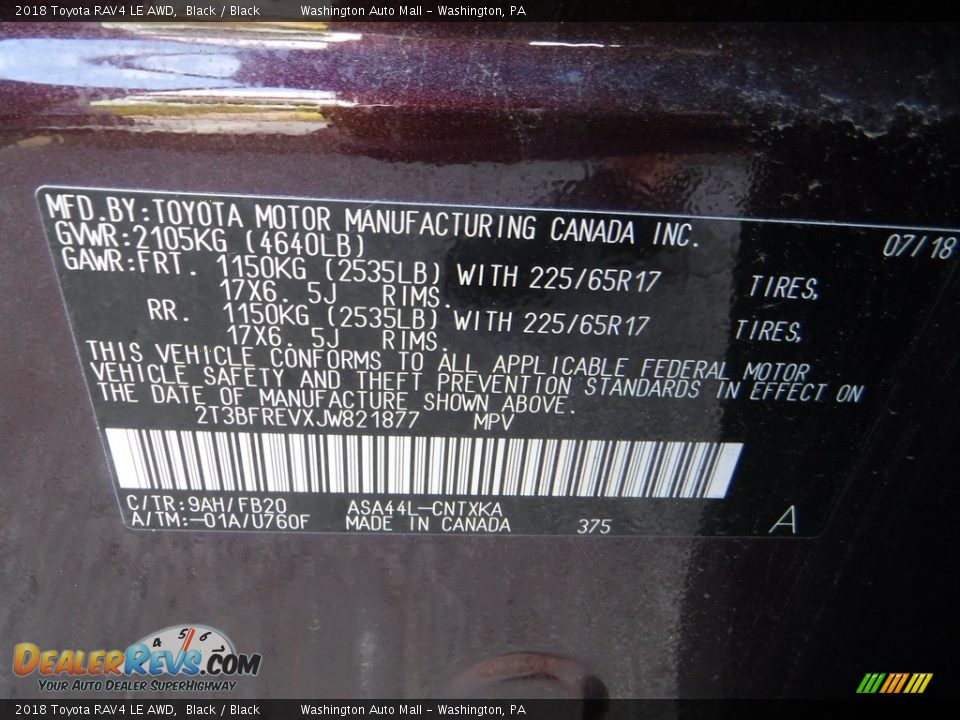 2018 Toyota RAV4 LE AWD, Black / Black Washington Auto Mall - Washington, PA
MFD.BY:TOYOTA MOTOR MANUFACTURING CANADA INC.
GVWR:2105KG (4640LB) 07/18
GAWR:FRT. 1150KG (2535LB) WITH 225/65R17 TIRES,
17X6. 5J RIMS.
RR. 1150KG (2535LB) WITH 225/65R17 TIRES,
17X6. 5J RIMS.
THIS VEHICLE CONFORMS TO ALL APPLICABLE FEDERAL MOTOR
VEHICLE SAFETY AND THEFT PREVENTION STANDARDS IN EFFECT ON
THE DATE OF MANUFACTURE SHOWN ABOVE.
2T3BFREVXJW821877 MPV
C/TR:9AH/FB20 ASA44L-CNTXKA
A/TM:-01A/U760F MADE IN CANADA 375 A
4 5 6
DEALERREVS.COM
YOUR AUTO DEALER SUPERHIGHWAY
2018 Toyota RAV4 LE AWD, Black / Black Washington Auto Mall - Washington, PA